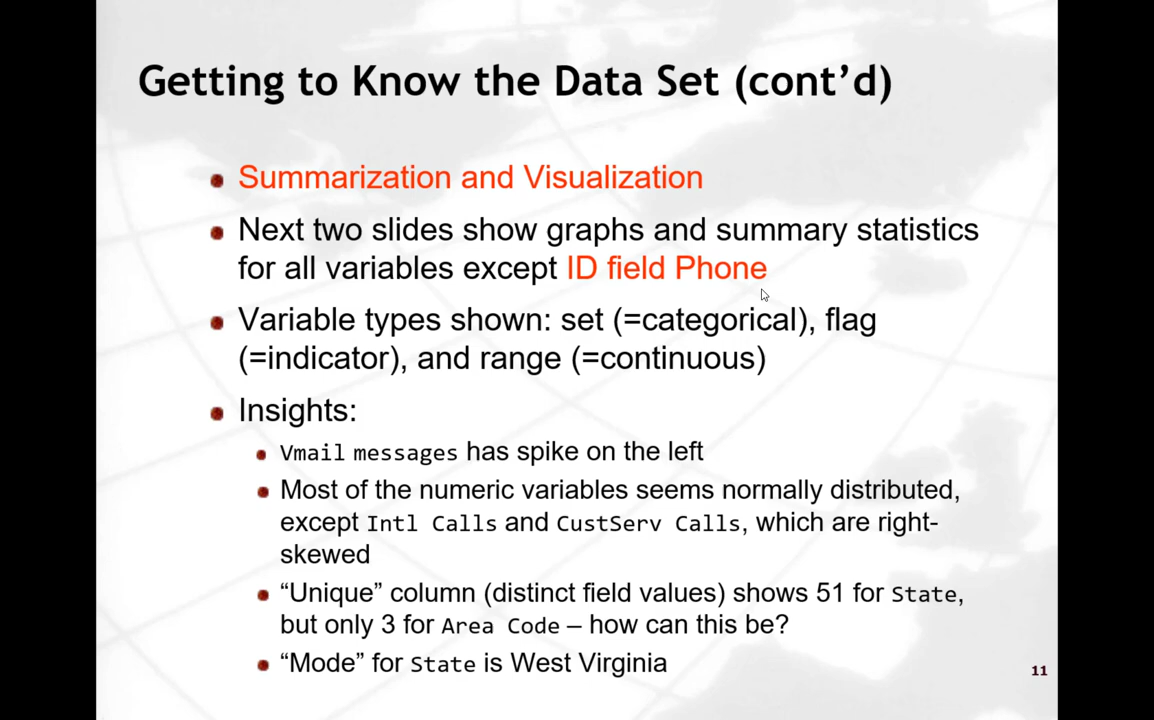 Getting to Know the Data Set (cont’d)
Summarization and Visualization
Next two slides show graphs and summary statistics
for all variables except ID field Phone
Variable types shown: set (=categorical), flag
(=indicator), and range (=continuous)
Insights:
Vmail messages has spike on the left
Most of the numeric variables seems normally distributed,
except Intl Calls and CustServ Calls, which are right-
skewed
“Unique” column (distinct field values) shows 51 for State,
but only 3 for Area Code – how can this be?
“Mode” for State is West Virginia
11